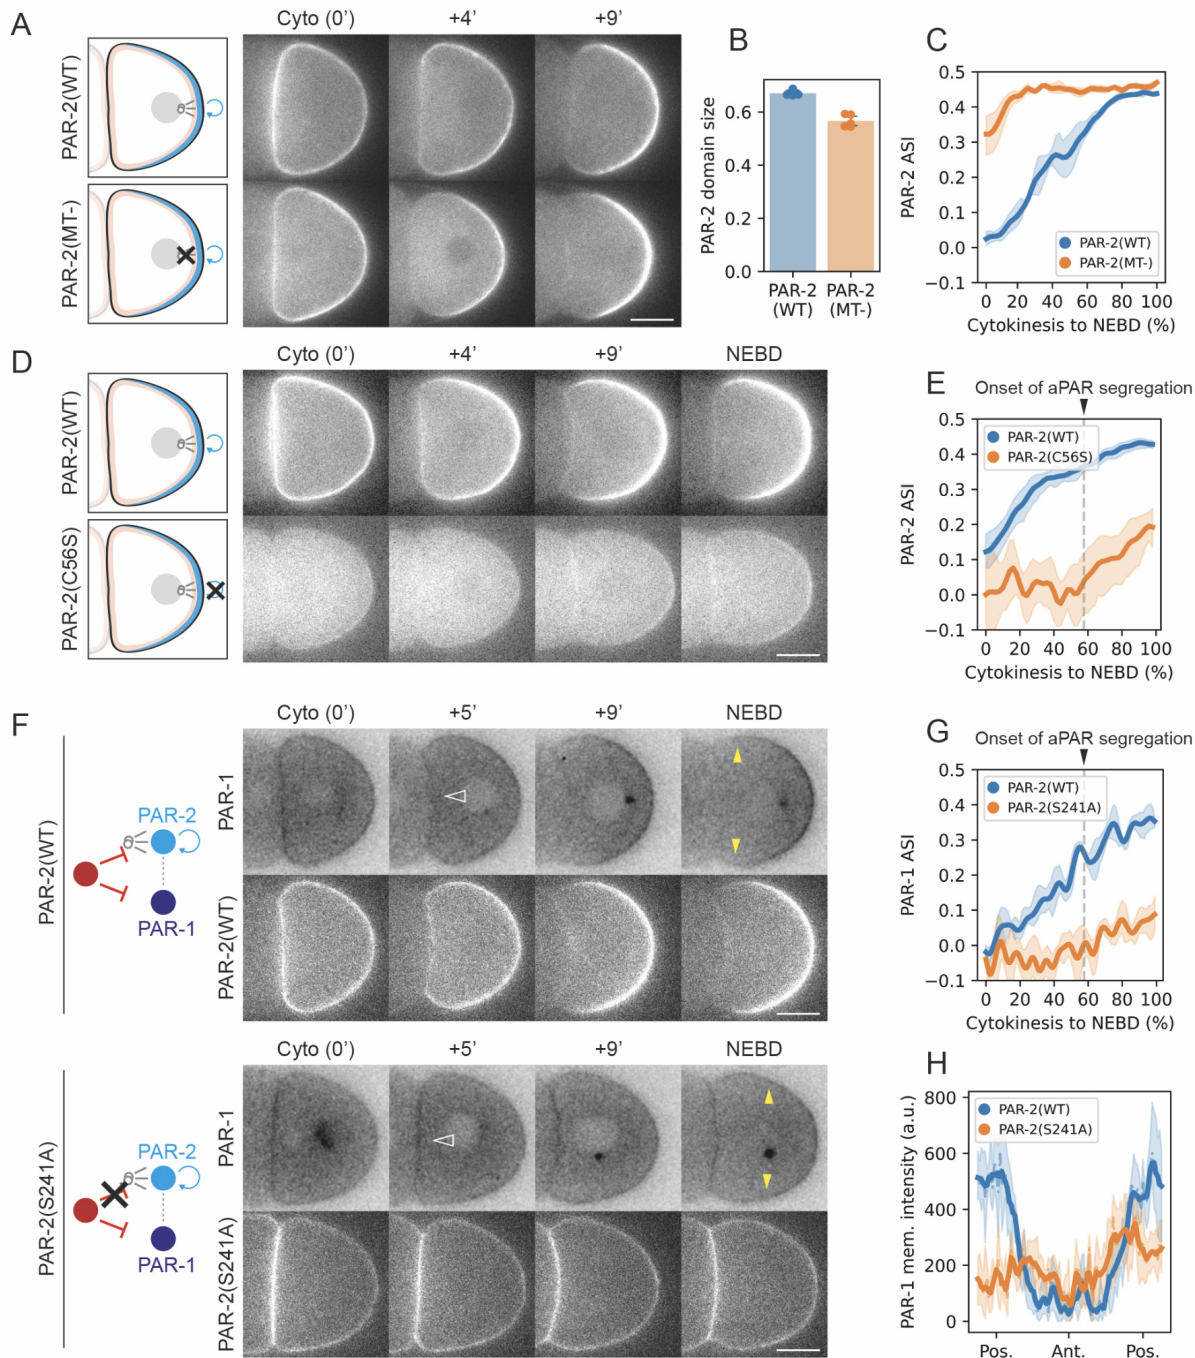 A
Cyto (0’)
+4’
+9’
PAR-2(WT)
PAR-2(MT-)
B
PAR-2 domain size
0.6
0.4
0.2
0.0
PAR-2
(WT)
PAR-2
(MT-)
C
PAR-2 ASI
0.5
0.4
0.3
0.2
0.1
0.0
−0.1
PAR-2(WT)
PAR-2(MT-)
0 20 40 60 80 100
Cytokinesis to NEBD (%)
D
Cyto (0’)
+4’
+9’
NEBD
PAR-2(WT)
PAR-2(C56S)
E
Onset of aPAR segregation
PAR-2 ASI
0.5
0.4
0.3
0.2
0.1
0.0
−0.1
PAR-2(WT)
PAR-2(C56S)
0 20 40 60 80 100
Cytokinesis to NEBD (%)
F
Cyto (0’)
+5’
+9’
NEBD
PAR-2(WT)
PAR-2
PAR-1
PAR-1
PAR-2(WT)
Cyto (0’)
+5’
+9’
NEBD
PAR-2(S241A)
PAR-2
PAR-1
PAR-1
PAR-2(S241A)
G
Onset of aPAR segregation
PAR-1 ASI
0.5
0.4
0.3
0.2
0.1
0.0
−0.1
PAR-2(WT)
PAR-2(S241A)
0 20 40 60 80 100
Cytokinesis to NEBD (%)
H
PAR-1 mem. intensity (a.u.)
800
600
400
200
0
PAR-2(WT)
PAR-2(S241A)
Pos. Ant. Pos.